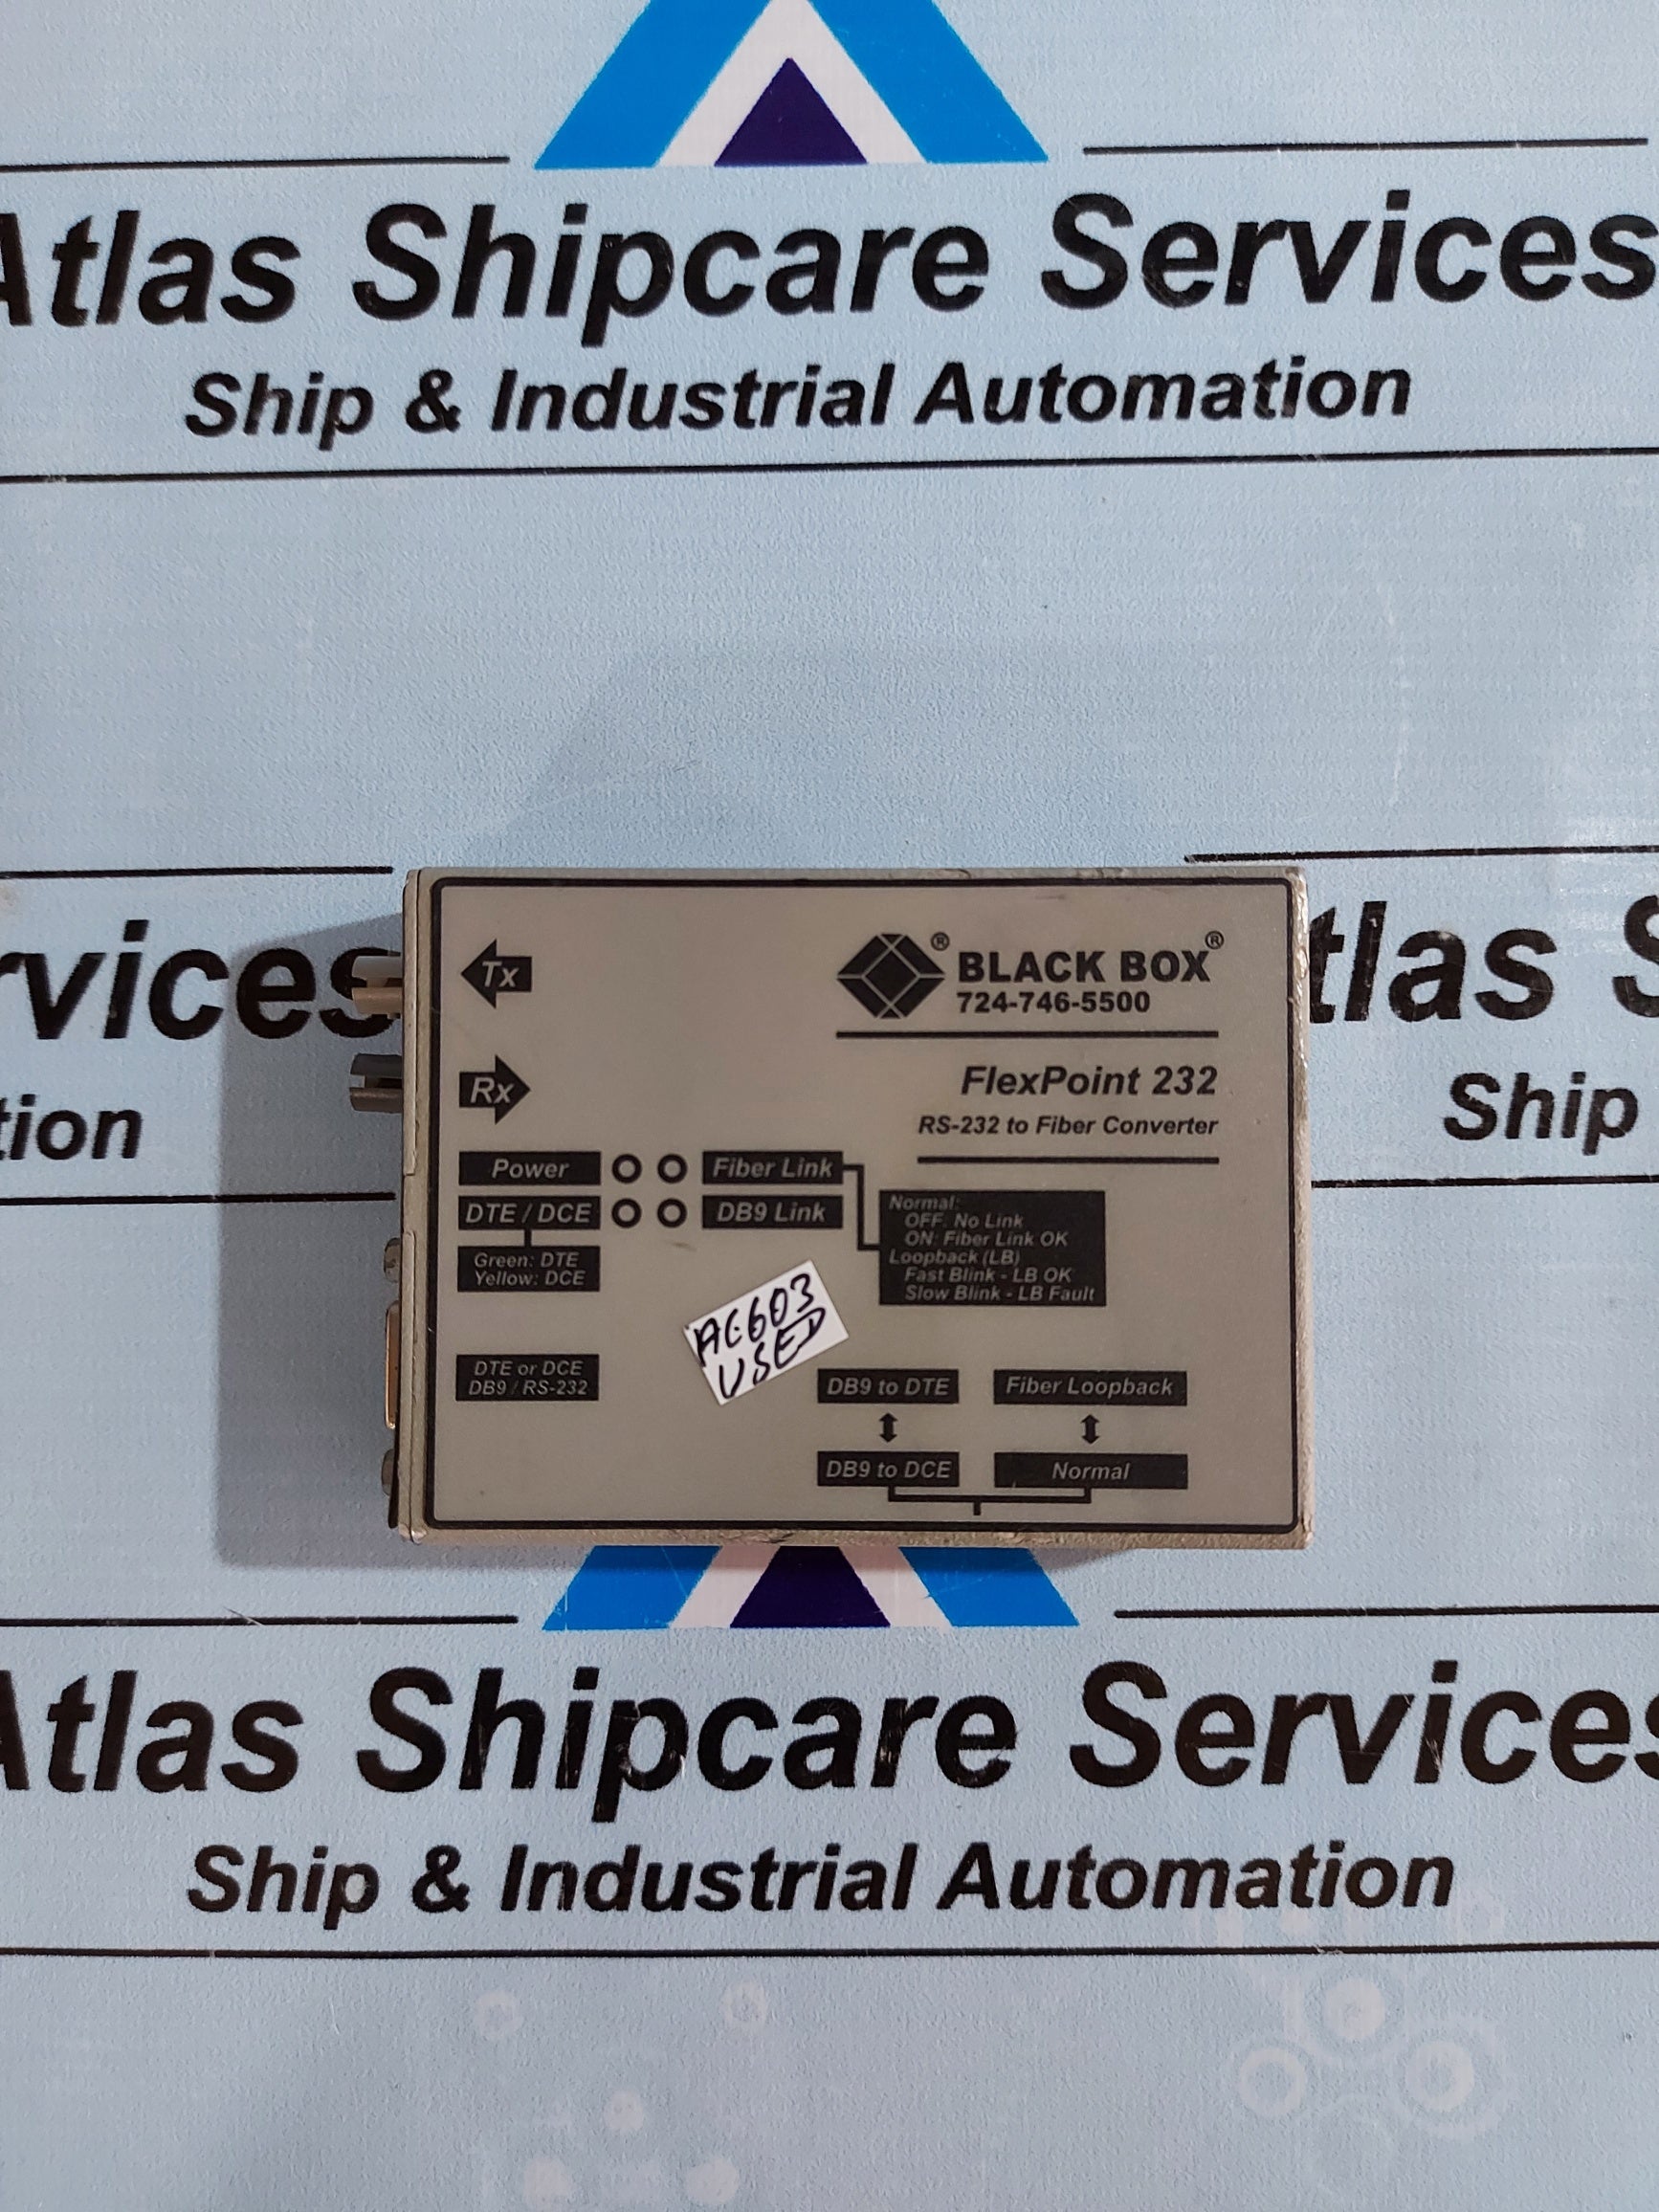 Atlas Shipcare Services
Ship & Industrial Automation
rvices
tion
tlas S
Ship
Tx
Rx
® BLACK BOX®
724-746-5500
FlexPoint 232
RS-232 to Fiber Converter
Power
Fiber Link
DTE / DCE
DB9 Link
Green: DTE
Yellow: DCE
Normal:
OFF: No Link
ON: Fiber Link OK
Loopback (LB)
Fast Blink - LB OK
Slow Blink - LB Fault
AC603
USED
DTE or DCE
DB9 / RS-232
DB9 to DTE
Fiber Loopback
DB9 to DCE
Normal
Atlas Shipcare Services
Ship & Industrial Automation